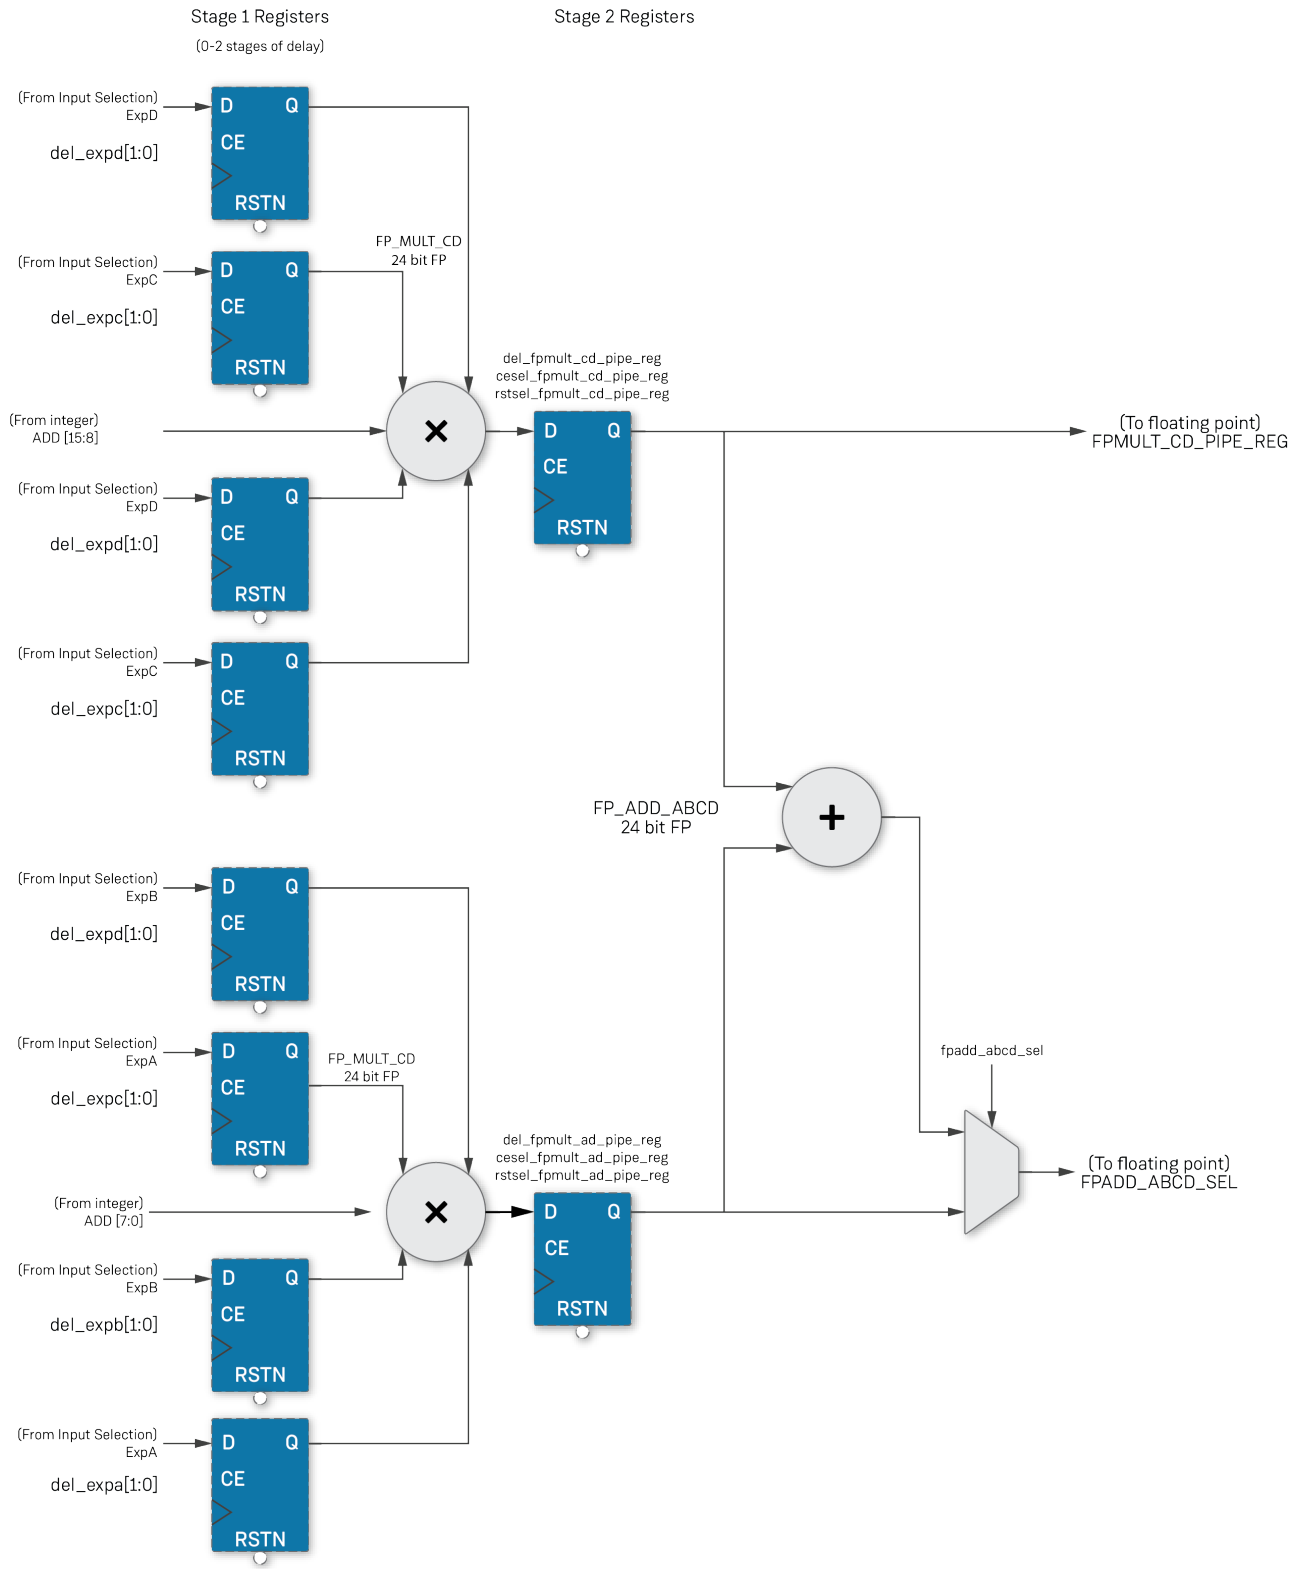 Stage 1 Registers
(0-2 stages of delay)
Stage 2 Registers
(From Input Selection)
ExpD
del_expd[1:0]
D Q
CE
RSTN
(From Input Selection)
ExpC
del_expc[1:0]
D Q
CE
RSTN
FP_MULT_CD
24 bit FP
(From integer)
ADD [15:8]
×
del_fpmult_cd_pipe_reg
cesel_fpmult_cd_pipe_reg
rstsel_fpmult_cd_pipe_reg
D Q
CE
RSTN
(To floating point)
FPMULT_CD_PIPE_REG
(From Input Selection)
ExpD
del_expd[1:0]
D Q
CE
RSTN
(From Input Selection)
ExpC
del_expc[1:0]
D Q
CE
RSTN
FP_ADD_ABCD
24 bit FP
+
(From Input Selection)
ExpB
del_expd[1:0]
D Q
CE
RSTN
(From Input Selection)
ExpA
del_expc[1:0]
D Q
CE
RSTN
FP_MULT_CD
24 bit FP
(From integer)
ADD [7:0]
×
del_fpmult_ad_pipe_reg
cesel_fpmult_ad_pipe_reg
rstsel_fpmult_ad_pipe_reg
D Q
CE
RSTN
fpadd_abcd_sel
(To floating point)
FPADD_ABCD_SEL
(From Input Selection)
ExpB
del_expb[1:0]
D Q
CE
RSTN
(From Input Selection)
ExpA
del_expa[1:0]
D Q
CE
RSTN